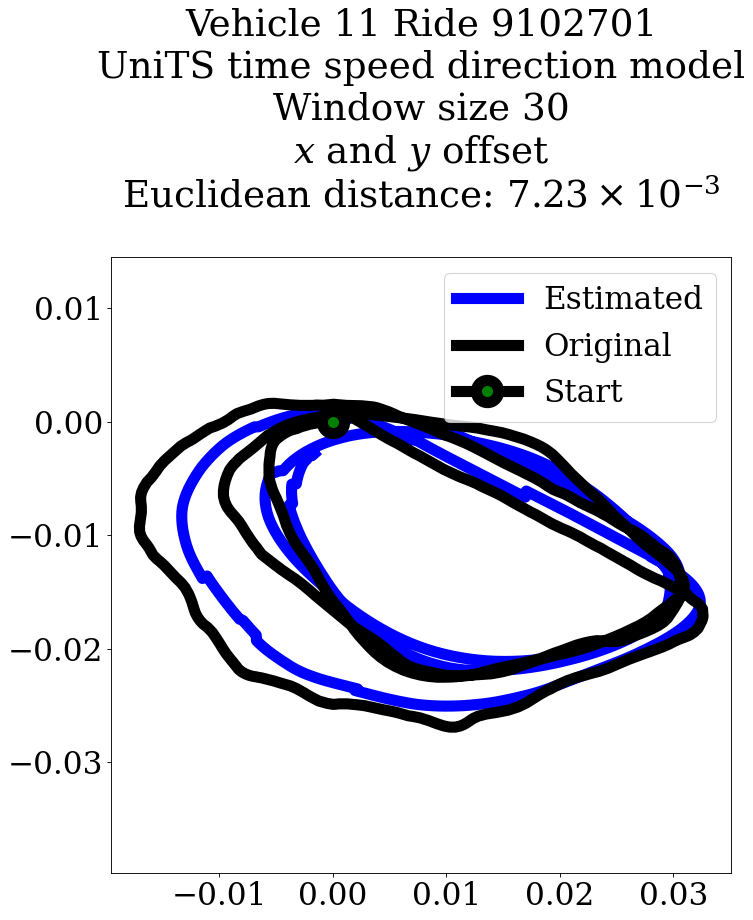 Vehicle 11 Ride 9102701
UniTS time speed direction model
Window size 30
x and y offset
Euclidean distance: 7.23 × 10⁻³
Estimated
Original
Start
0.01
0.00
−0.01
−0.02
−0.03
−0.01 0.00 0.01 0.02 0.03